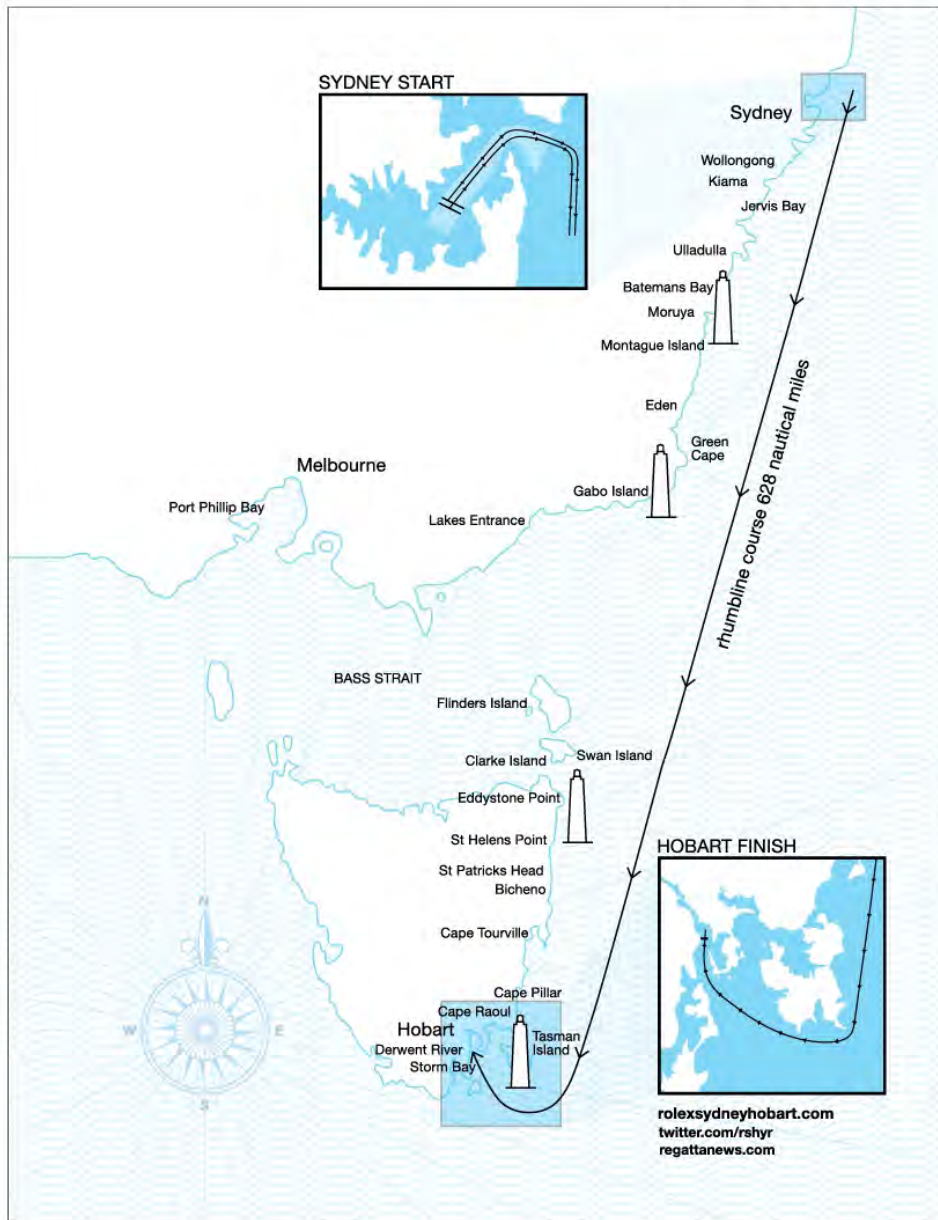 SYDNEY START
Sydney
Wollongong
Kiama
Jervis Bay
Ulladulla
Batemans Bay
Moruya
Montague Island
Eden
Green
Cape
Melbourne
Gabo Island
Port Phillip Bay
Lakes Entrance
rhumbline course 628 nautical miles
BASS STRAIT
Flinders Island
Swan Island
Clarke Island
Eddystone Point
St Helens Point
HOBART FINISH
St Patricks Head
Bicheno
N
Cape Tourville
Cape Pillar
Cape Raoul
W
E
Hobart
Tasman
Island
Derwent River
Storm Bay
S
rolexsydneyhobart.com
twitter.com/rshyr
regattanews.com